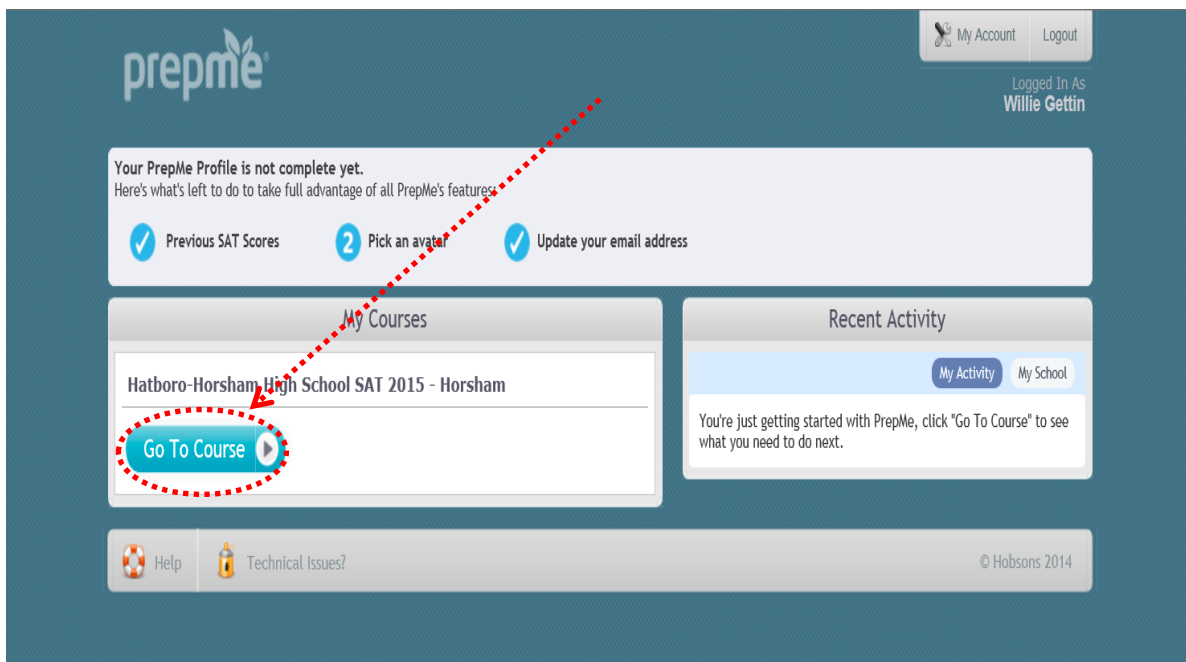 prepme
My Account Logout
Logged In As
Willie Gettin
Your PrepMe Profile is not complete yet.
Here's what's left to do to take full advantage of all PrepMe's features:
Previous SAT Scores 2 Pick an avatar Update your email address
My Courses
Hatboro-Horsham High School SAT 2015 - Horsham
Go To Course
Recent Activity
My Activity My School
You're just getting started with PrepMe, click "Go To Course" to see
what you need to do next.
Help Technical Issues? © Hobsons 2014